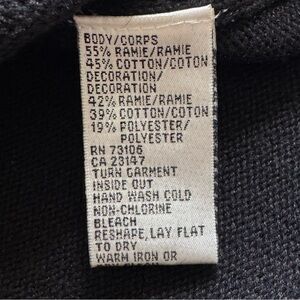 BODY/CORPS
55% RAMIE/RAMIE
45% COTTON/COTON
DECORATION/
DECORATION
42% RAMIE/RAMIE
39% COTTON/COTON
19% POLYESTER/
POLYESTER
RN 73106
CA 23147
TURN GARMENT
INSIDE OUT
HAND WASH COLD
NON-CHLORINE
BLEACH
RESHAPE, LAY FLAT
TO DRY
WARM IRON OR